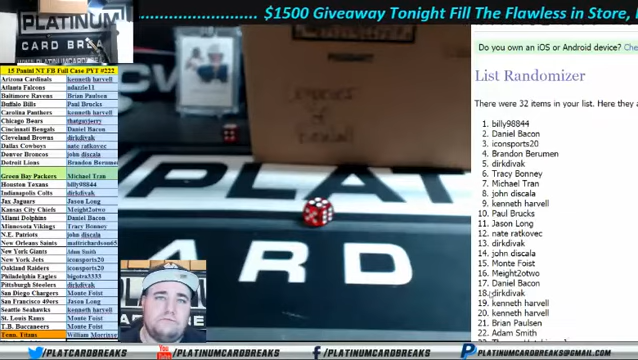 $1500 Giveaway Tonight Fill The Flawless in Store,
PLATINUM
CARD BREA
15 Panini NT FB Full Case PYT #222
Arizona Cardinals kenneth harvell
Atlanta Falcons ndazzle11
Baltimore Ravens Brian Paulsen
Buffalo Bills Paul Brucks
Carolina Panthers kenneth harvell
Chicago Bears thatguyjerry
Cincinnati Bengals Daniel Bacon
Cleveland Browns dirkdivak
Dallas Cowboys nate ratkovec
Denver Broncos john discala
Detroit Lions Brandon Berumen
Green Bay Packers Michael Tran
Houston Texans billy98844
Indianapolis Colts dirkdivak
Jax Jaguars Jason Long
Kansas City Chiefs Meight2otwo
Miami Dolphins Daniel Bacon
Minnesota Vikings Tracy Bonney
N.E. Patriots john discala
New Orleans Saints mattrichardson65
New York Giants Adam Smith
New York Jets iconsports20
Oakland Raiders iconsports20
Philadelphia Eagles bigotra3333
Pittsburgh Steelers dirkdivak
San Diego Chargers Monte Foist
San Francisco 49ers Jason Long
Seattle Seahawks kenneth harvell
St. Louis Rams Monte Foist
T.B. Buccaneers Monte Foist
Tenn. Titans William Morrison
PLAT
ARD
Do you own an iOS or Android device? Che
List Randomizer
There were 32 items in your list. Here they a
1. billy98844
2. Daniel Bacon
3. iconsports20
4. Brandon Berumen
5. dirkdivak
6. Tracy Bonney
7. Michael Tran
8. john discala
9. kenneth harvell
10. Paul Brucks
11. Jason Long
12. nate ratkovec
13. dirkdivak
14. john discala
15. Monte Foist
16. Meight2otwo
17. Daniel Bacon
18. dirkdivak
19. kenneth harvell
20. kenneth harvell
21. Brian Paulsen
22. Adam Smith
/PLATCARDBREAKS
/PLATINUMCARDBREAKS
/PLATINUMCARDBREAKS